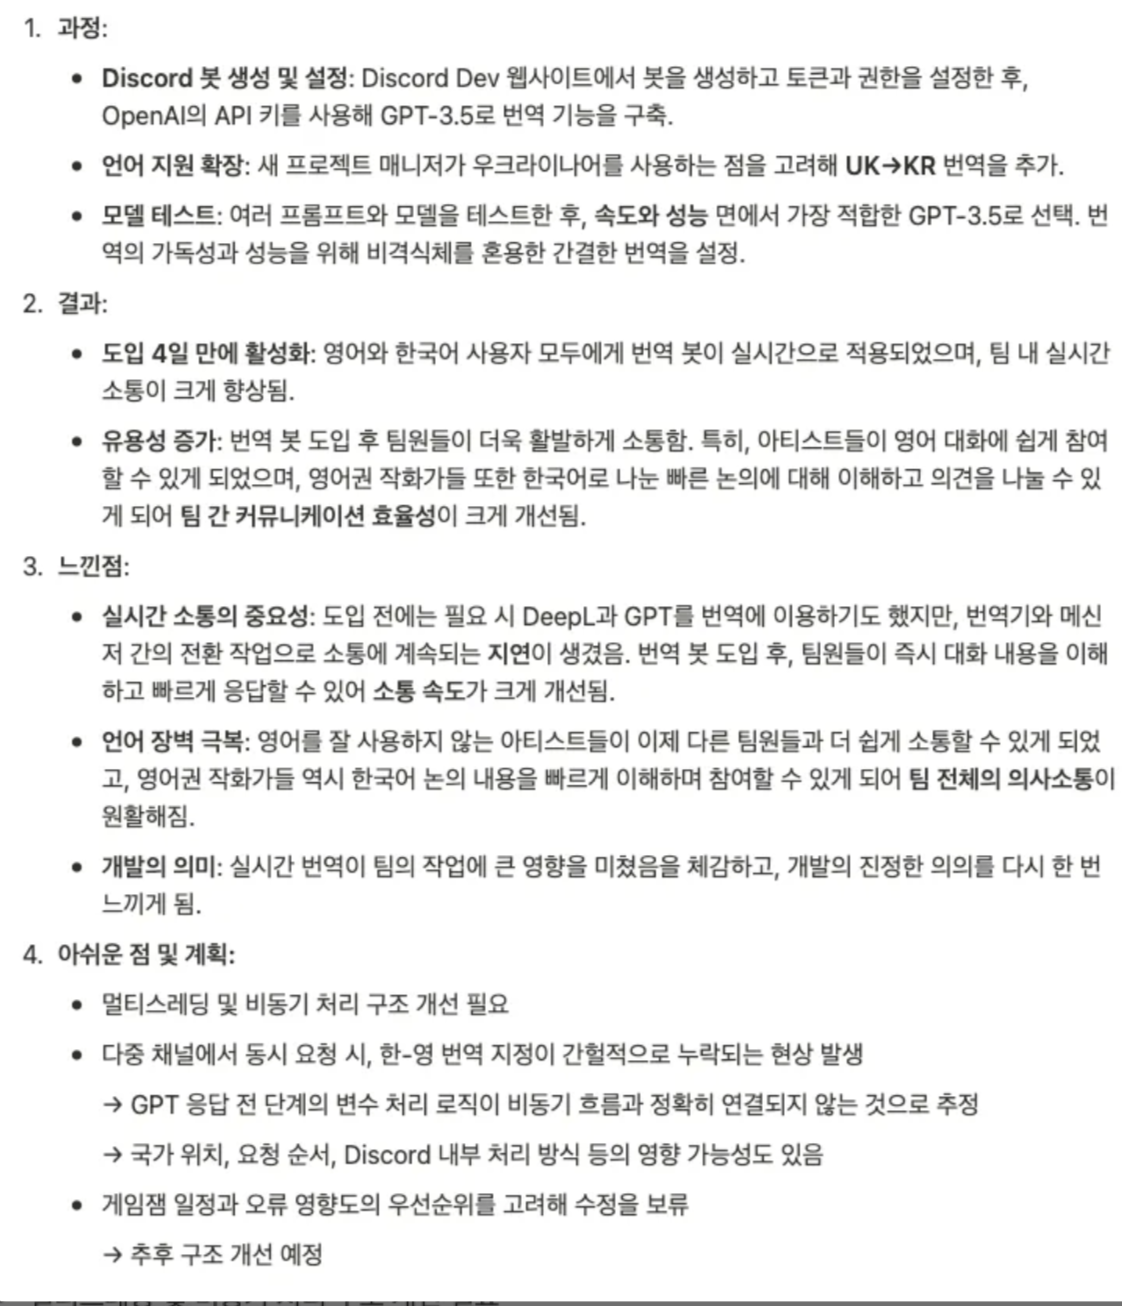 1. 과정:
• Discord 봇 생성 및 설정: Discord Dev 웹사이트에서 봇을 생성하고 토큰과 권한을 설정한 후,
OpenAI의 API 키를 사용해 GPT-3.5로 번역 기능을 구축.
• 언어 지원 확장: 새 프로젝트 매니저가 우크라이나어를 사용하는 점을 고려해 UK→KR 번역을 추가.
• 모델 테스트: 여러 프롬프트와 모델을 테스트한 후, 속도와 성능 면에서 가장 적합한 GPT-3.5로 선택. 번
역의 가독성과 성능을 위해 비격식체를 혼용한 간결한 번역을 설정.
2. 결과:
• 도입 4일 만에 활성화: 영어와 한국어 사용자 모두에게 번역 봇이 실시간으로 적용되었으며, 팀 내 실시간
소통이 크게 향상됨.
• 유용성 증가: 번역 봇 도입 후 팀원들이 더욱 활발하게 소통함. 특히, 아티스트들이 영어 대화에 쉽게 참여
할 수 있게 되었으며, 영어권 작화가들 또한 한국어로 나눈 빠른 논의에 대해 이해하고 의견을 나눌 수 있
게 되어 팀 간 커뮤니케이션 효율성이 크게 개선됨.
3. 느낀점:
• 실시간 소통의 중요성: 도입 전에는 필요 시 DeepL과 GPT를 번역에 이용하기도 했지만, 번역기와 메신
저 간의 전환 작업으로 소통에 계속되는 지연이 생겼음. 번역 봇 도입 후, 팀원들이 즉시 대화 내용을 이해
하고 빠르게 응답할 수 있어 소통 속도가 크게 개선됨.
• 언어 장벽 극복: 영어를 잘 사용하지 않는 아티스트들이 이제 다른 팀원들과 더 쉽게 소통할 수 있게 되었
고, 영어권 작화가들 역시 한국어 논의 내용을 빠르게 이해하며 참여할 수 있게 되어 팀 전체의 의사소통이
원활해짐.
• 개발의 의미: 실시간 번역이 팀의 작업에 큰 영향을 미쳤음을 체감하고, 개발의 진정한 의의를 다시 한 번
느끼게 됨.
4. 아쉬운 점 및 계획:
• 멀티스레딩 및 비동기 처리 구조 개선 필요
• 다중 채널에서 동시 요청 시, 한-영 번역 지정이 간헐적으로 누락되는 현상 발생
→ GPT 응답 전 단계의 변수 처리 로직이 비동기 흐름과 정확히 연결되지 않는 것으로 추정
→ 국가 위치, 요청 순서, Discord 내부 처리 방식 등의 영향 가능성도 있음
• 게임잼 일정과 오류 영향도의 우선순위를 고려해 수정을 보류
→ 추후 구조 개선 예정